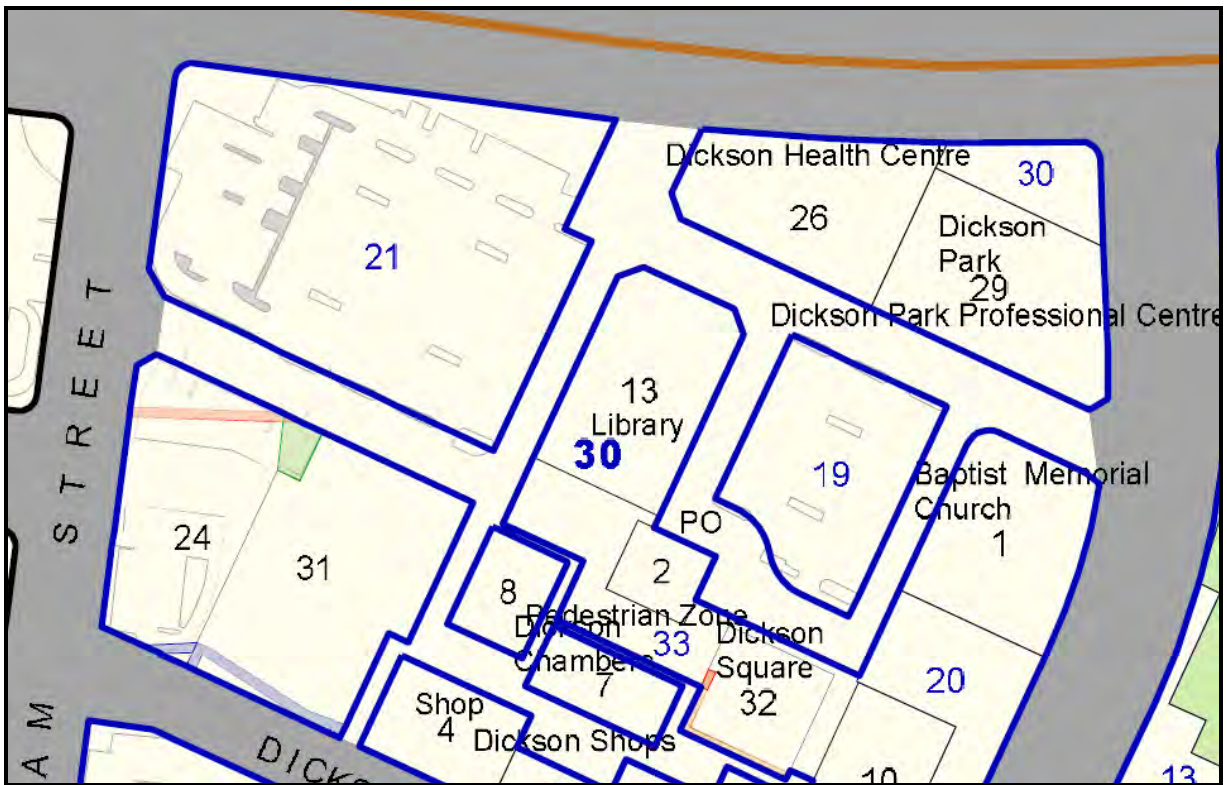 Dickson Health Centre
30
26
Dickson
Park
29
21
Dickson Park Professional Centre
STREET
13
Library
30
19
Baptist Memorial
Church
1
PO
24
31
2
8
Pedestrian Zone
Dickson
Chambers
33
Dickson
Square
7
20
32
Shop
4
Dickson Shops
AM
DICKS
10
13